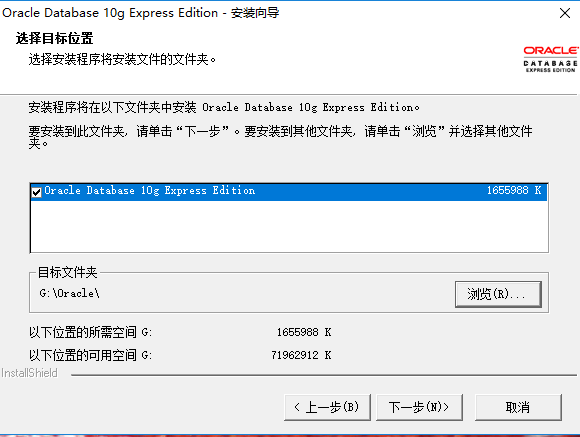 Oracle Database 10g Express Edition - 安装向导
选择目标位置
选择安装程序将安装文件的文件夹。
ORACLE
DATABASE
EXPRESS EDITION
安装程序将在以下文件夹中安装 Oracle Database 10g Express Edition。
要安装到此文件夹, 请单击“下一步”。要安装到其他文件夹, 请单击“浏览”并选择其他文件
夹。
Oracle Database 10g Express Edition 1655988 K
目标文件夹
G:\Oracle\
浏览(R)...
以下位置的所需空间 G: 1655988 K
以下位置的可用空间 G: 71962912 K
InstallShield
< 上一步(B) 下一步(N)> 取消